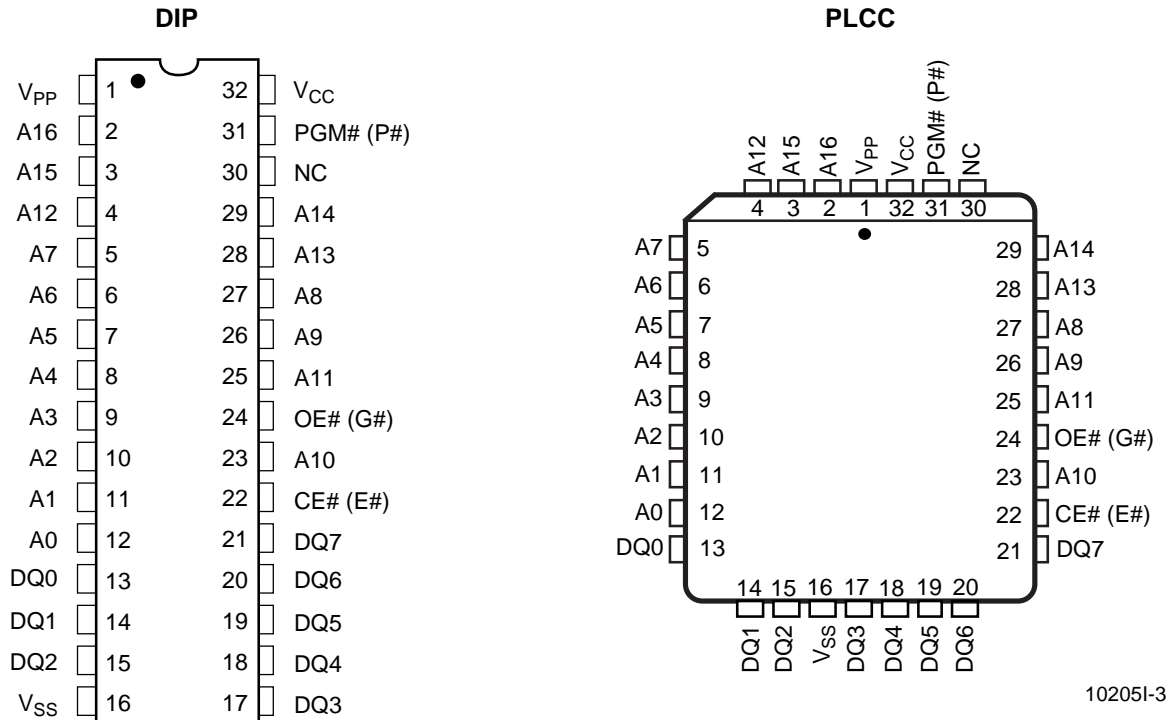 DIP
PLCC
VPP 1 32 VCC
A16 2 31 PGM# (P#)
A15 3 30 NC
A12 4 29 A14
A7 5 28 A13
A6 6 27 A8
A5 7 26 A9
A4 8 25 A11
A3 9 24 OE# (G#)
A2 10 23 A10
A1 11 22 CE# (E#)
A0 12 21 DQ7
DQ0 13 20 DQ6
DQ1 14 19 DQ5
DQ2 15 18 DQ4
VSS 16 17 DQ3
A12 A15 A16 VPP VCC PGM# (P#) NC
4 3 2 1 32 31 30
A7 5 29 A14
A6 6 28 A13
A5 7 27 A8
A4 8 26 A9
A3 9 25 A11
A2 10 24 OE# (G#)
A1 11 23 A10
A0 12 22 CE# (E#)
DQ0 13 21 DQ7
14 15 16 17 18 19 20
DQ1 DQ2 VSS DQ3 DQ4 DQ5 DQ6
10205I-3